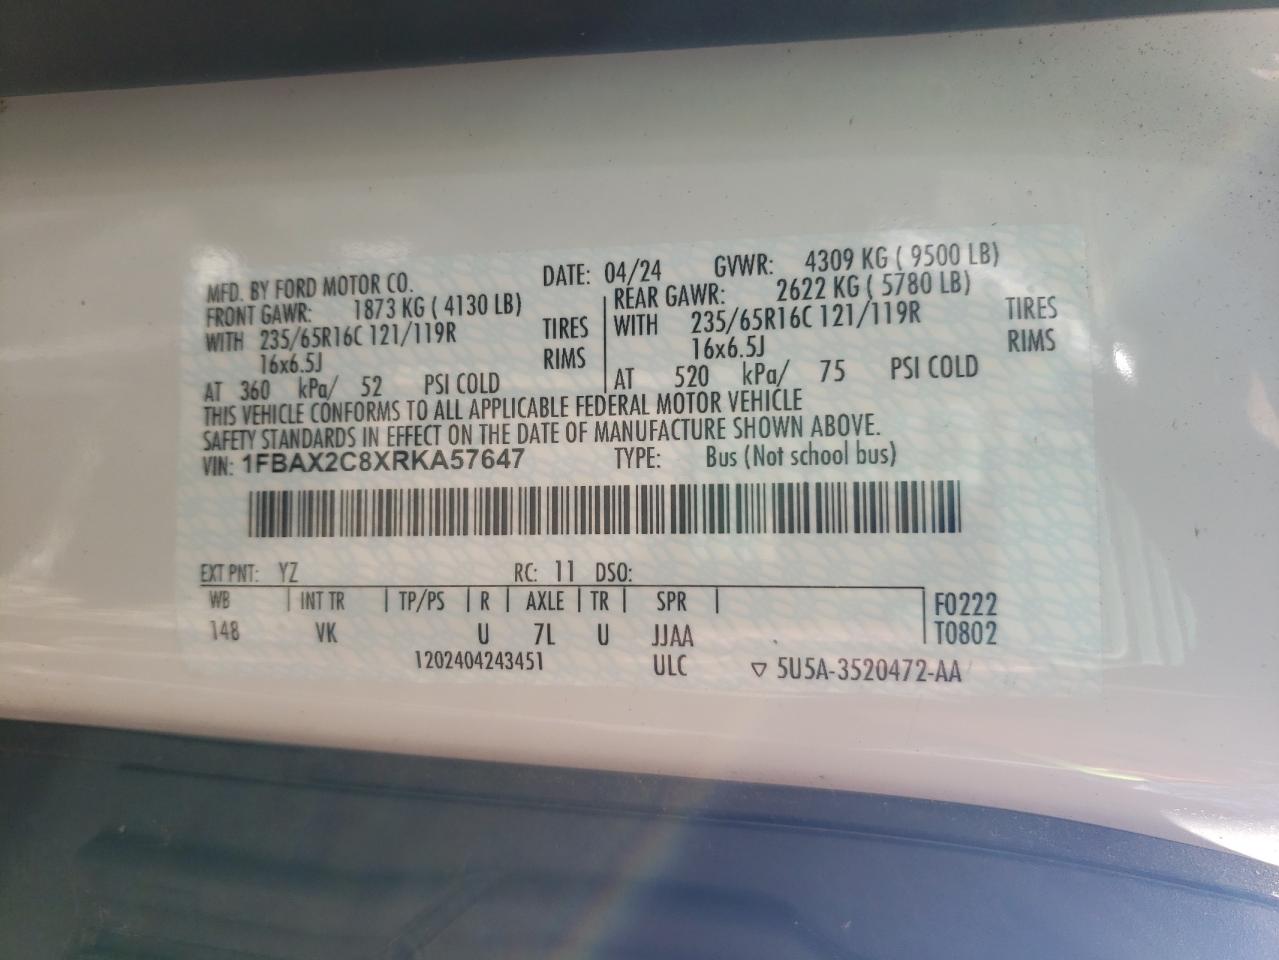 MFD. BY FORD MOTOR CO. DATE: 04/24 GVWR: 4309 KG ( 9500 LB)
FRONT GAWR: 1873 KG ( 4130 LB) REAR GAWR: 2622 KG ( 5780 LB)
WITH 235/65R16C 121/119R TIRES WITH 235/65R16C 121/119R TIRES
16x6.5J RIMS 16x6.5J RIMS
AT 360 kPa/ 52 PSI COLD AT 520 kPa/ 75 PSI COLD
THIS VEHICLE CONFORMS TO ALL APPLICABLE FEDERAL MOTOR VEHICLE
SAFETY STANDARDS IN EFFECT ON THE DATE OF MANUFACTURE SHOWN ABOVE.
VIN: 1FBAX2C8XRKA57647 TYPE: Bus (Not school bus)
EXT PNT: YZ RC: 11 DSO:
WB | INT TR | TP/PS | R | AXLE | TR | SPR | F0222
148 VK U 7L U JJAA T0802
1202404243451 ULC ▽ 5U5A-3520472-AA